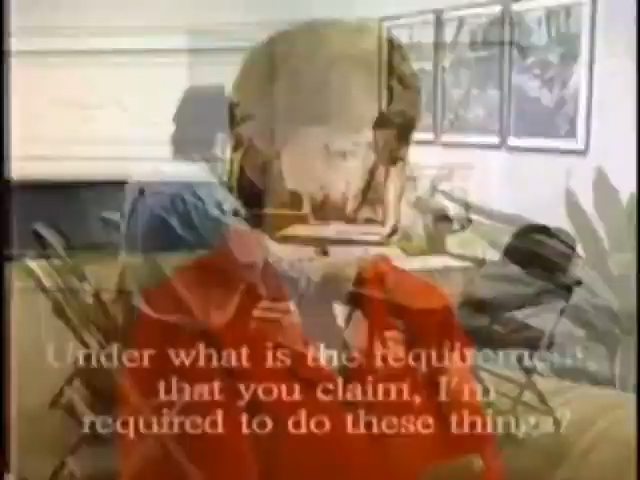 Under what is the requirement,
that you claim, I'm
required to do these things?